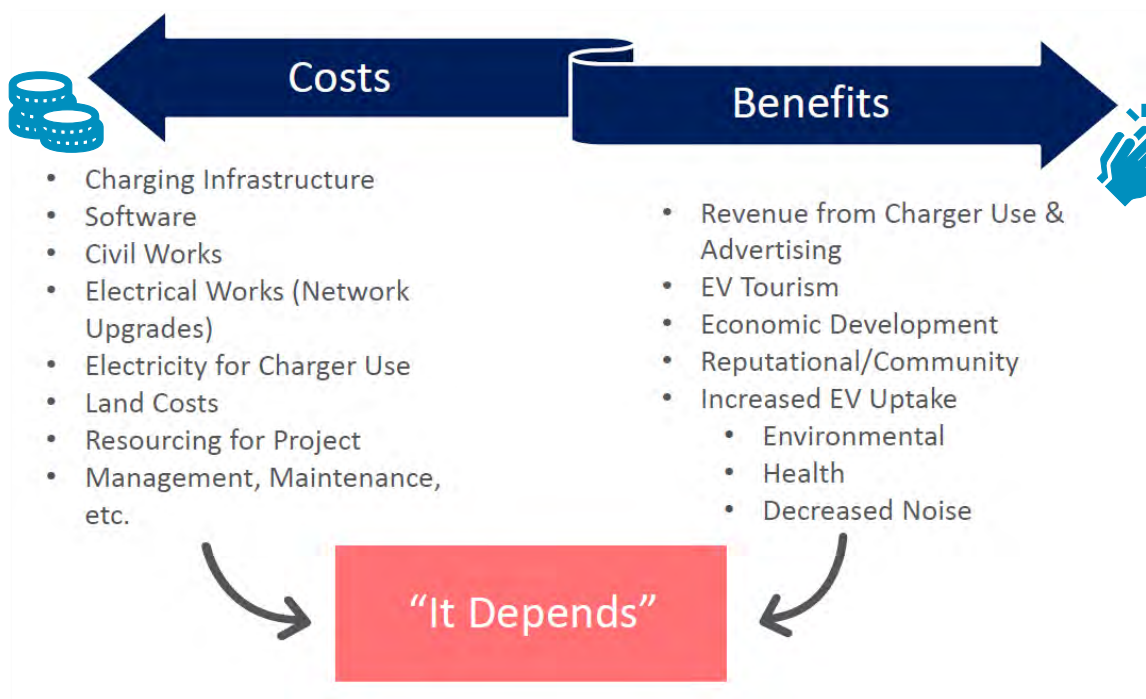 Costs
Benefits
• Charging Infrastructure
• Software
• Civil Works
• Electrical Works (Network
Upgrades)
• Electricity for Charger Use
• Land Costs
• Resourcing for Project
• Management, Maintenance,
etc.
• Revenue from Charger Use &
Advertising
• EV Tourism
• Economic Development
• Reputational/Community
• Increased EV Uptake
• Environmental
• Health
• Decreased Noise
“It Depends”